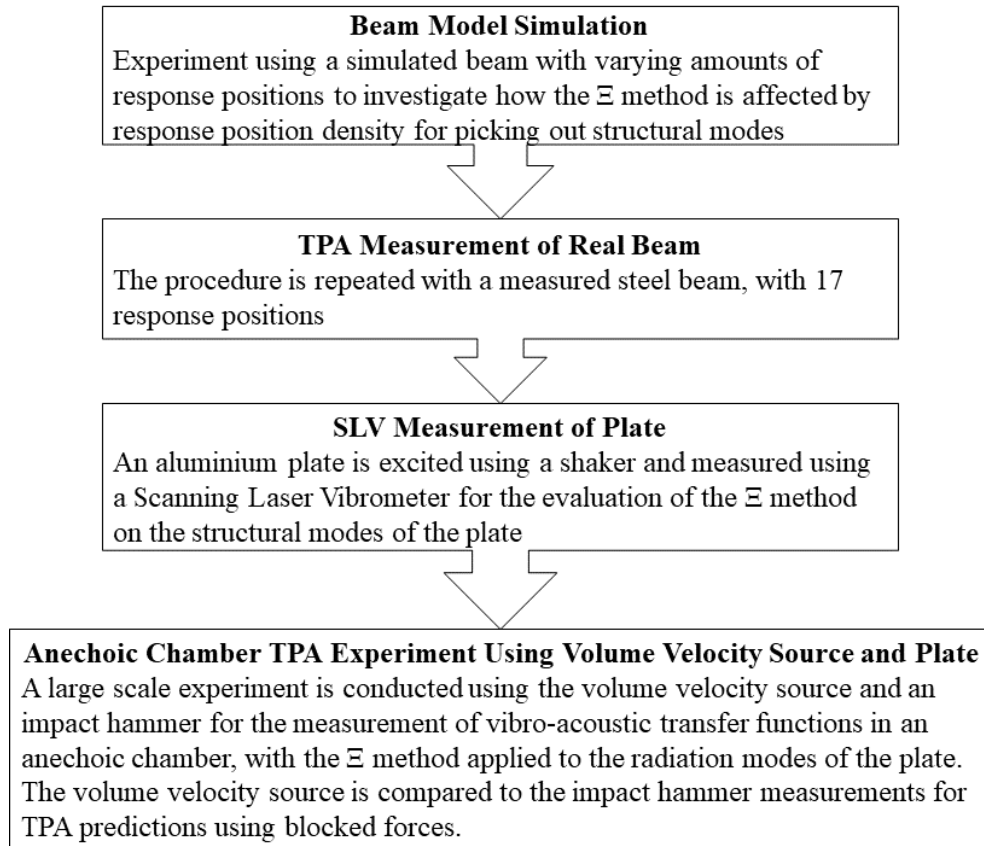 Beam Model Simulation
Experiment using a simulated beam with varying amounts of
response positions to investigate how the Ξ method is affected by
response position density for picking out structural modes
TPA Measurement of Real Beam
The procedure is repeated with a measured steel beam, with 17
response positions
SLV Measurement of Plate
An aluminium plate is excited using a shaker and measured using
a Scanning Laser Vibrometer for the evaluation of the Ξ method
on the structural modes of the plate
Anechoic Chamber TPA Experiment Using Volume Velocity Source and Plate
A large scale experiment is conducted using the volume velocity source and an
impact hammer for the measurement of vibro-acoustic transfer functions in an
anechoic chamber, with the Ξ method applied to the radiation modes of the plate.
The volume velocity source is compared to the impact hammer measurements for
TPA predictions using blocked forces.